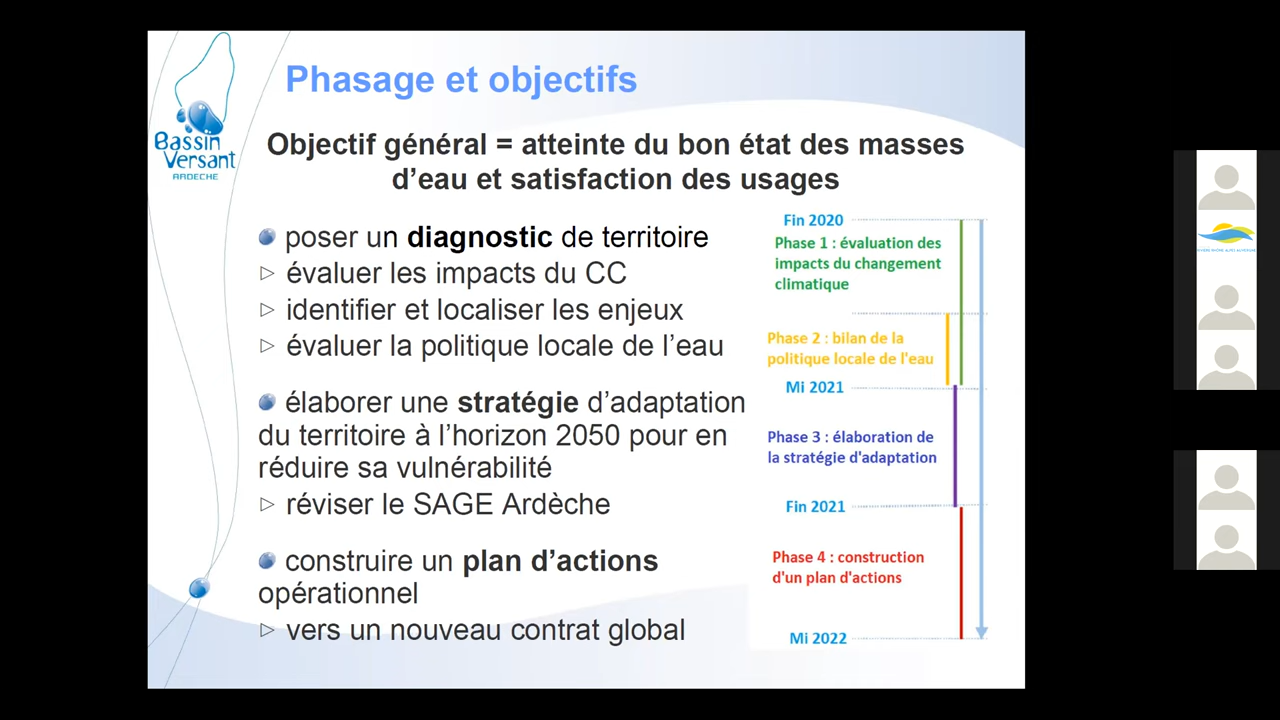 Phasage et objectifs
Bassin
Versant
ARDECHE
Objectif général = atteinte du bon état des masses
d’eau et satisfaction des usages
poser un diagnostic de territoire
évaluer les impacts du CC
identifier et localiser les enjeux
évaluer la politique locale de l’eau
élaborer une stratégie d’adaptation
du territoire à l’horizon 2050 pour en
réduire sa vulnérabilité
réviser le SAGE Ardèche
construire un plan d’actions
opérationnel
vers un nouveau contrat global
Fin 2020
Phase 1 : évaluation des
impacts du changement
climatique
Phase 2 : bilan de la
politique locale de l'eau
Mi 2021
Phase 3 : élaboration de
la stratégie d'adaptation
Fin 2021
Phase 4 : construction
d'un plan d'actions
Mi 2022